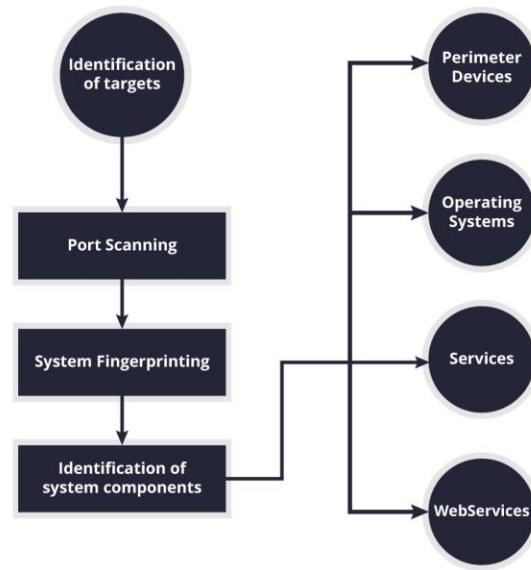 Identification
of targets
Port Scanning
System Fingerprinting
Identification of
system components
Perimeter
Devices
Operating
Systems
Services
WebServices